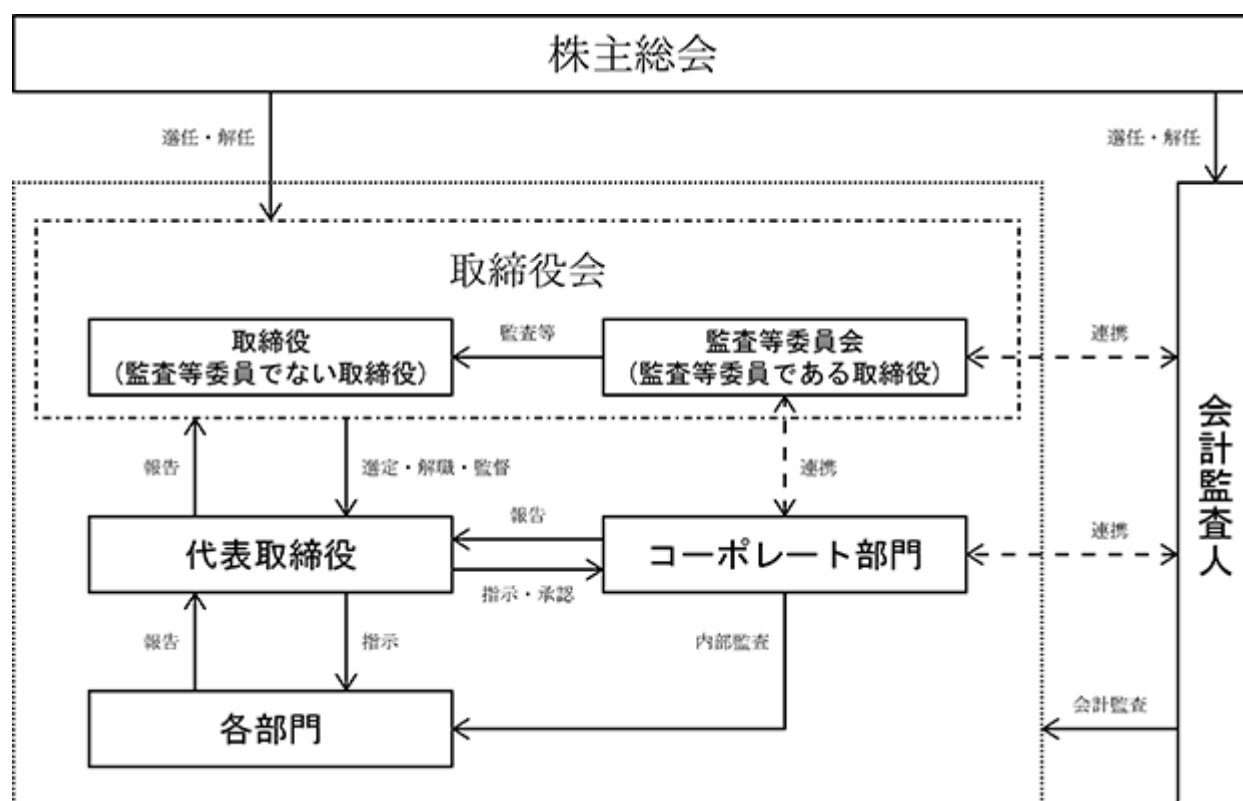 株主総会
選任・解任
選任・解任
取締役会
取締役
(監査等委員でない取締役)
監査等
監査等委員会
(監査等委員である取締役)
連携
会計監査人
報告
選定・解職・監督
連携
代表取締役
報告
指示・承認
コーポレート部門
連携
報告
指示
内部監査
各部門
会計監査